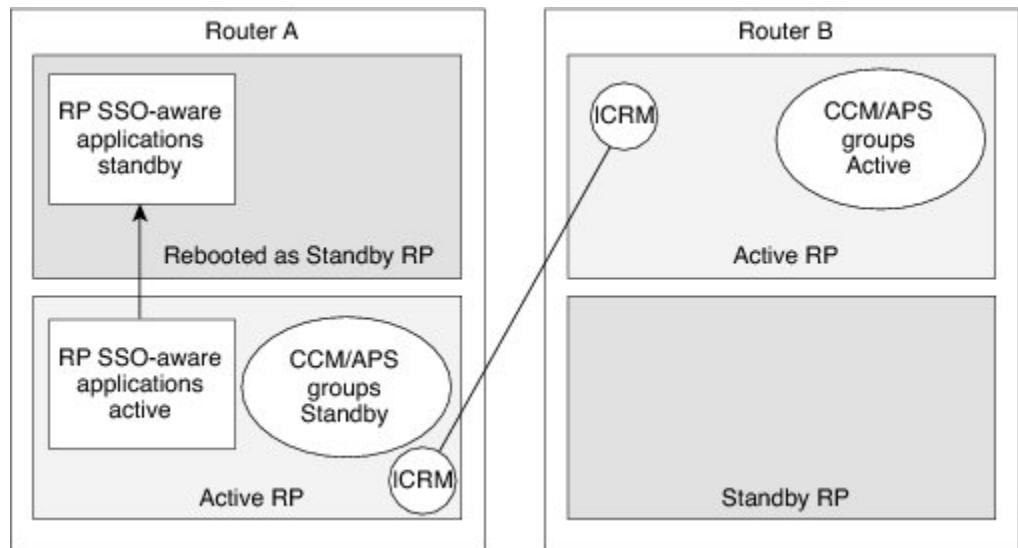 Router A
RP SSO-aware
applications
standby
Rebooted as Standby RP
RP SSO-aware
applications
active
CCM/APS
groups
Standby
ICRM
Active RP
Router B
ICRM
CCM/APS
groups
Active
Active RP
Standby RP